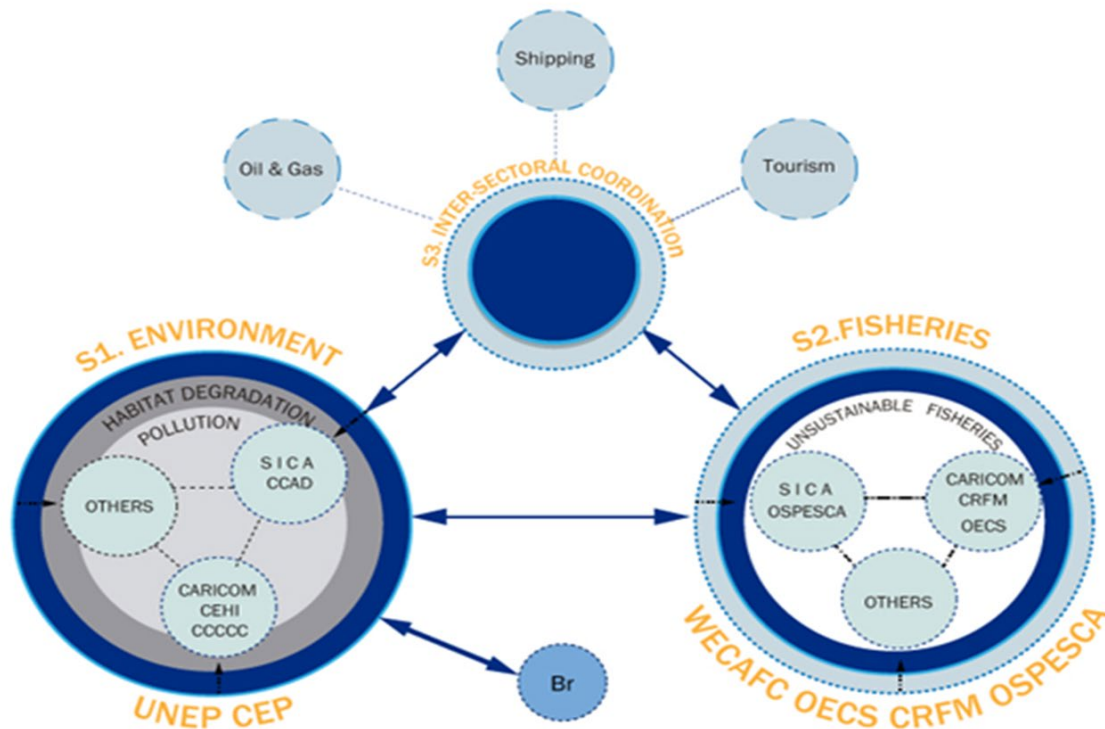 Shipping
Oil & Gas
Tourism
S3. INTER-SECTORAL COORDINATION
S1. ENVIRONMENT
HABITAT DEGRADATION
POLLUTION
S I C A
CCAD
OTHERS
CARICOM
CEHI
CCCCC
UNEP CEP
Br
S2.FISHERIES
UNSUSTAINABLE FISHERIES
S I C A
OSPESCA
CARICOM
CRFM
OECS
OTHERS
WECAFC OECS CRFM OSPESCA